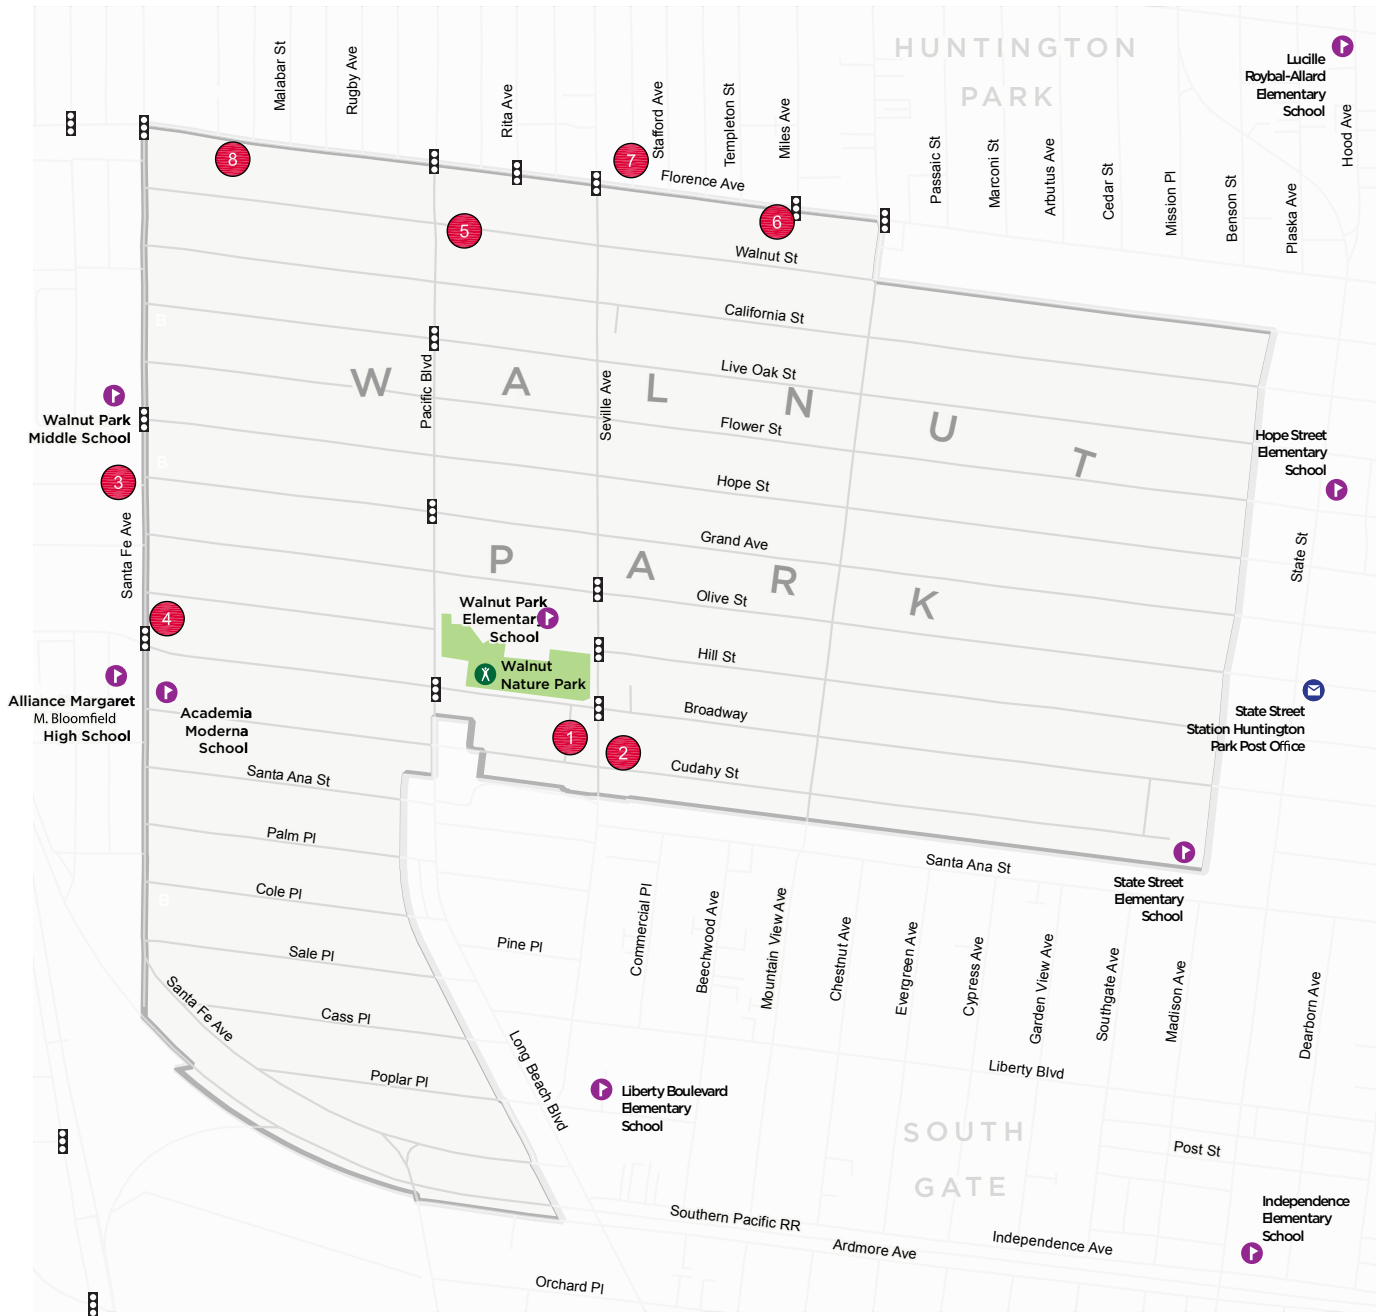 HUNTINGTON
PARK
Lucille
Roybal-Allard
Elementary
School
Hood Ave
Malabar St
Rugby Ave
Rita Ave
Stafford Ave
Templeton St
Miles Ave
Passaic St
Marconi St
Arbutus Ave
Cedar St
Mission Pl
Benson St
Plaska Ave
8
7
Florence Ave
5
6
Walnut St
California St
B
Live Oak St
Pacific Blvd
Seville Ave
WALNUT
Flower St
Walnut Park
Middle School
Hope Street
Elementary
School
B
3
Hope St
Grand Ave
Santa Fe Ave
State St
PARK
Olive St
Walnut Park
Elementary
School
4
Hill St
Walnut
Nature Park
Alliance Margaret
M. Bloomfield
High School
Academia
Moderna
School
Broadway
State Street
Station Huntington
Park Post Office
1
2
Cudahy St
Santa Ana St
Palm Pl
Santa Ana St
State Street
Elementary
School
Cole Pl
B
Sale Pl
Pine Pl
Commercial Pl
Beechwood Ave
Mountain View Ave
Chestnut Ave
Evergreen Ave
Cypress Ave
Garden View Ave
Southgate Ave
Madison Ave
Dearborn Ave
Santa Fe Ave
Cass Pl
Poplar Pl
Long Beach Blvd
Liberty Blvd
Liberty Boulevard
Elementary
School
SOUTH
GATE
Post St
Independence
Elementary
School
Southern Pacific RR
Ardmore Ave
Independence Ave
Orchard Pl